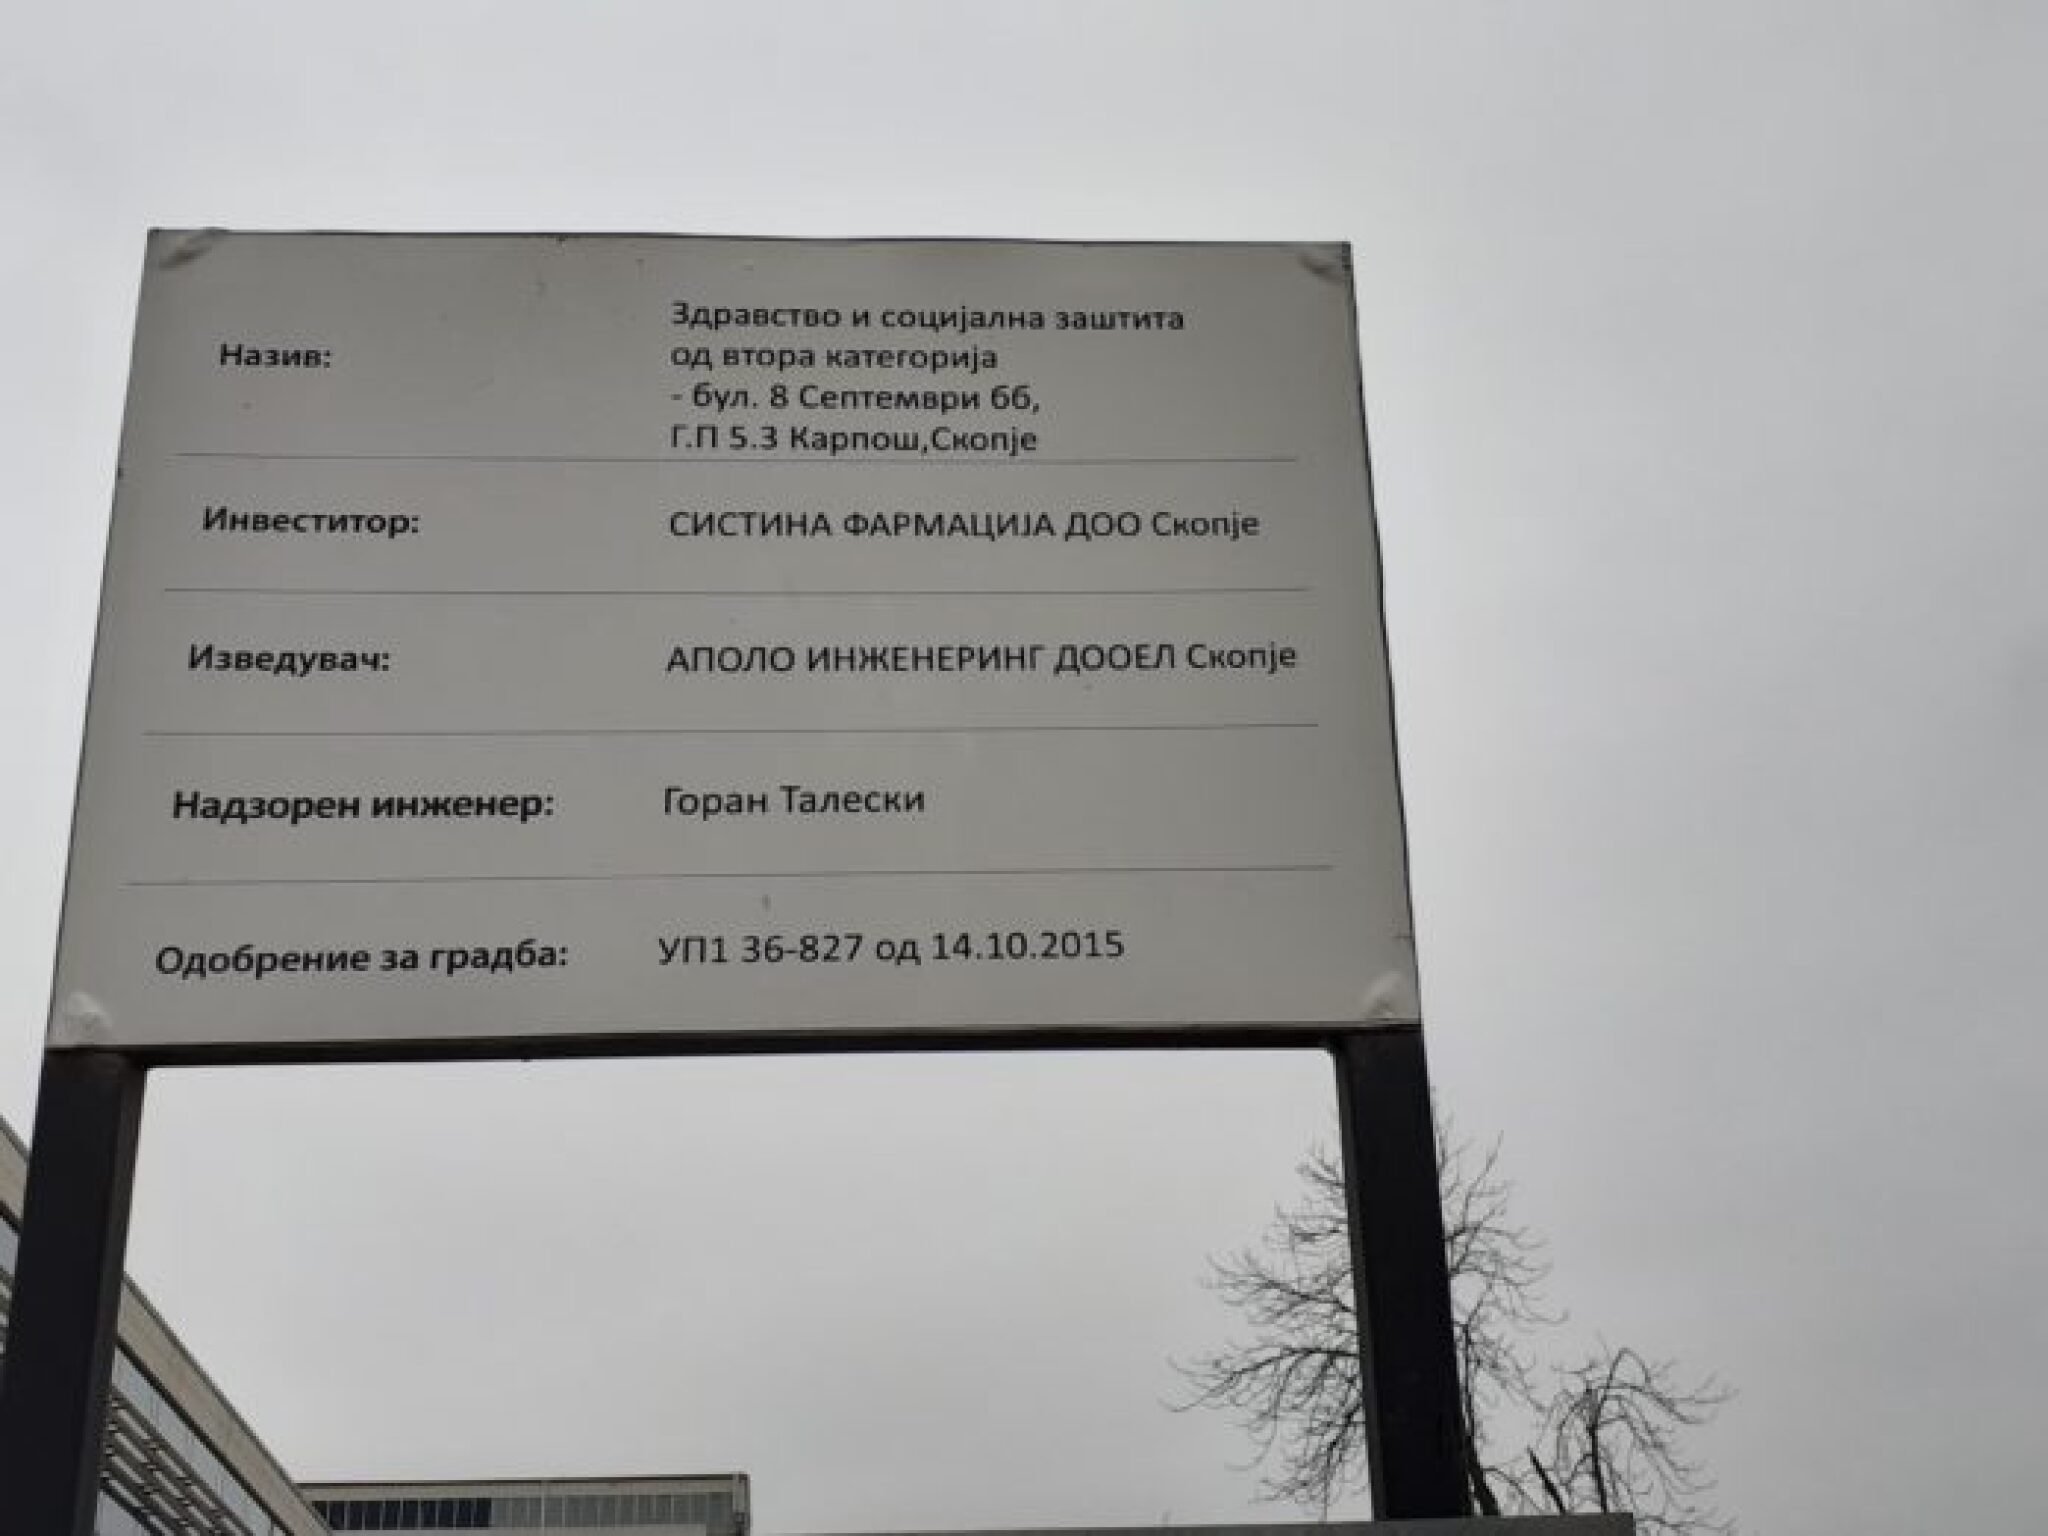 Назив:
Здравство и социјална заштита
од втора категорија
- бул. 8 Септември бб,
Г.П 5.3 Карпош,Скопје
Инвеститор: СИСТИНА ФАРМАЦИЈА ДОО Скопје
Изведувач: АПОЛО ИНЖЕНЕРИНГ ДООЕЛ Скопје
Надзорен инженер: Горан Талески
Одобрение за градба: УП1 36-827 од 14.10.2015